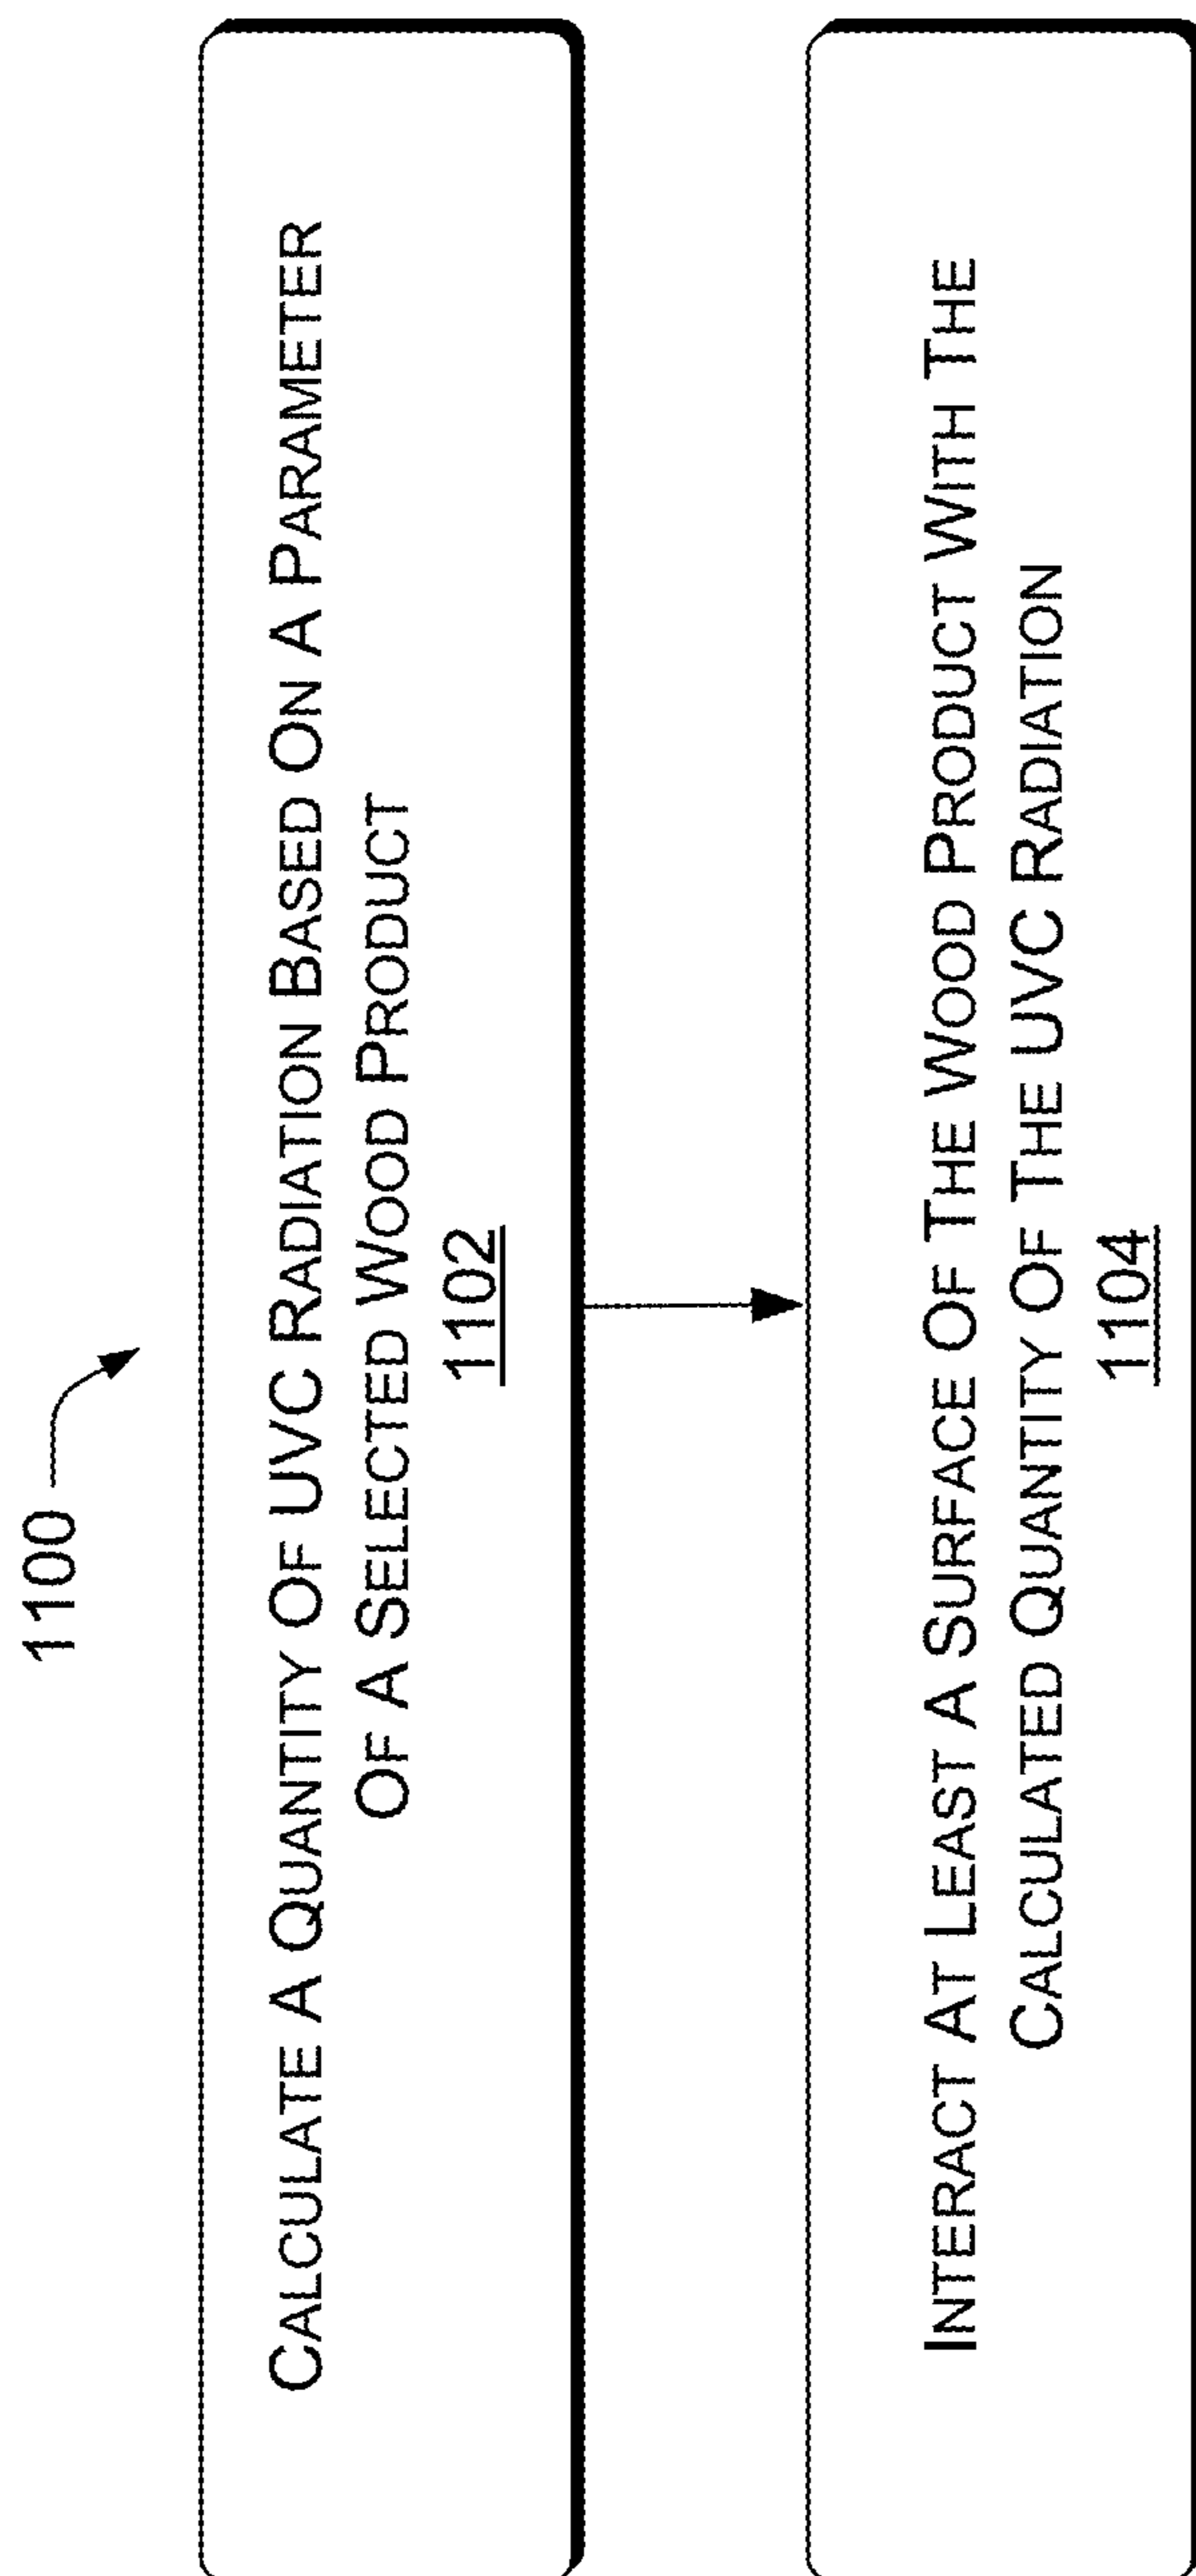 1100
CALCULATE A QUANTITY OF UVC RADIATION BASED ON A PARAMETER
OF A SELECTED WOOD PRODUCT
1102
INTERACT AT LEAST A SURFACE OF THE WOOD PRODUCT WITH THE
CALCULATED QUANTITY OF THE UVC RADIATION
1104